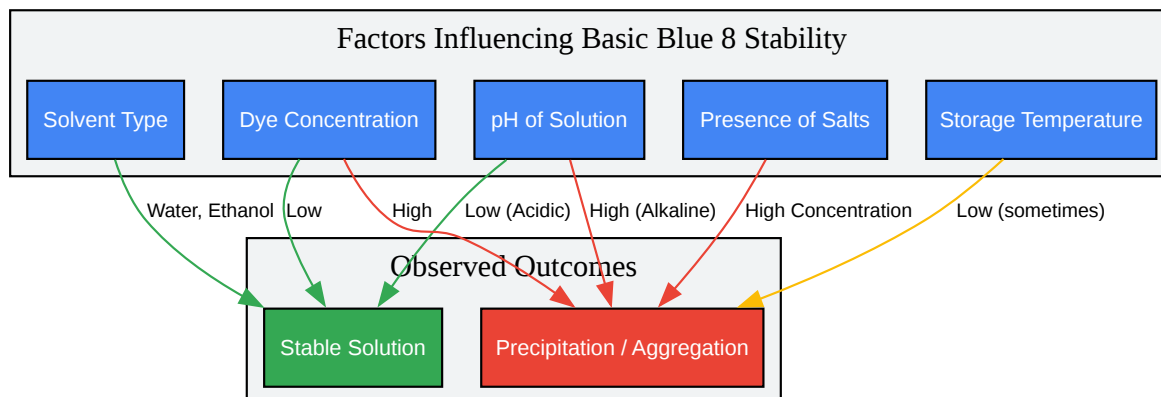 Factors Influencing Basic Blue 8 Stability
Solvent Type
Dye Concentration
pH of Solution
Presence of Salts
Storage Temperature
Water, Ethanol
Low
High
Low (Acidic)
High (Alkaline)
High Concentration
Low (sometimes)
Observed Outcomes
Stable Solution
Precipitation / Aggregation